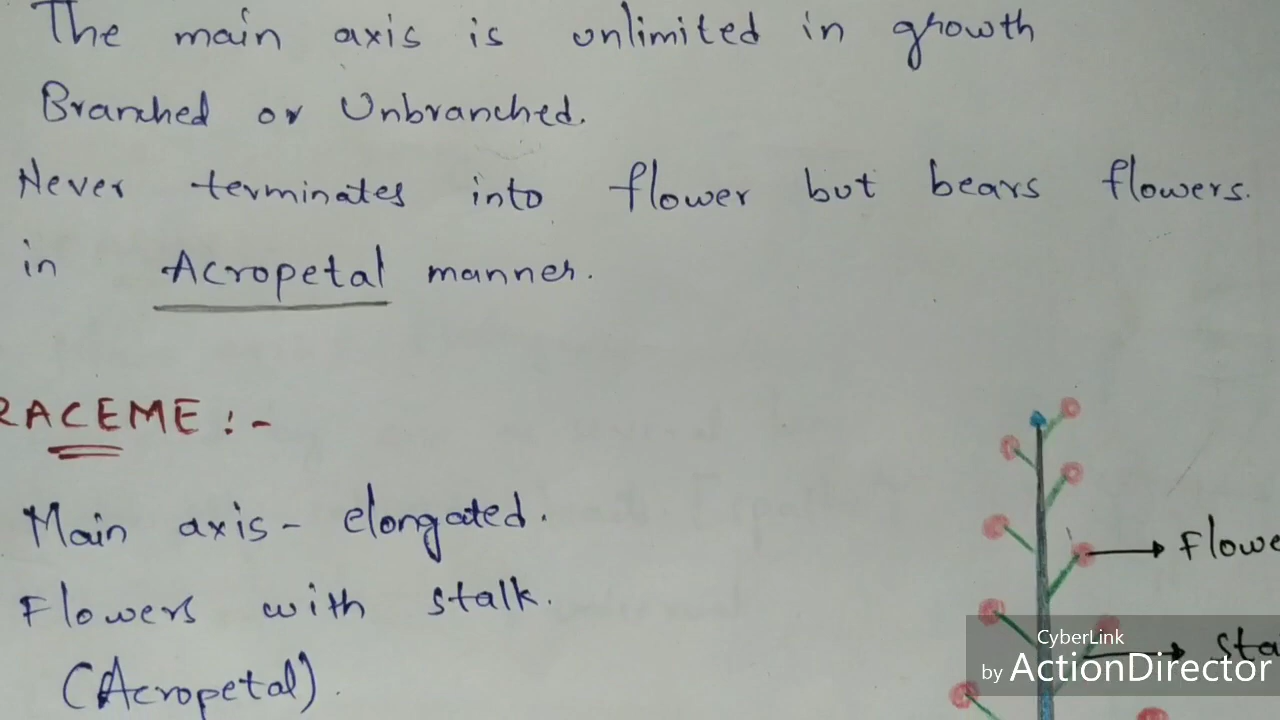 The main axis is unlimited in growth
Branched or Unbranched.
Never terminates into flower but bears flowers.
in Acropetal manner.
RACEME :-
Main axis - elongated.
Flowers with stalk.
(Acropetal).
Flowe
sta
CyberLink
by ActionDirector